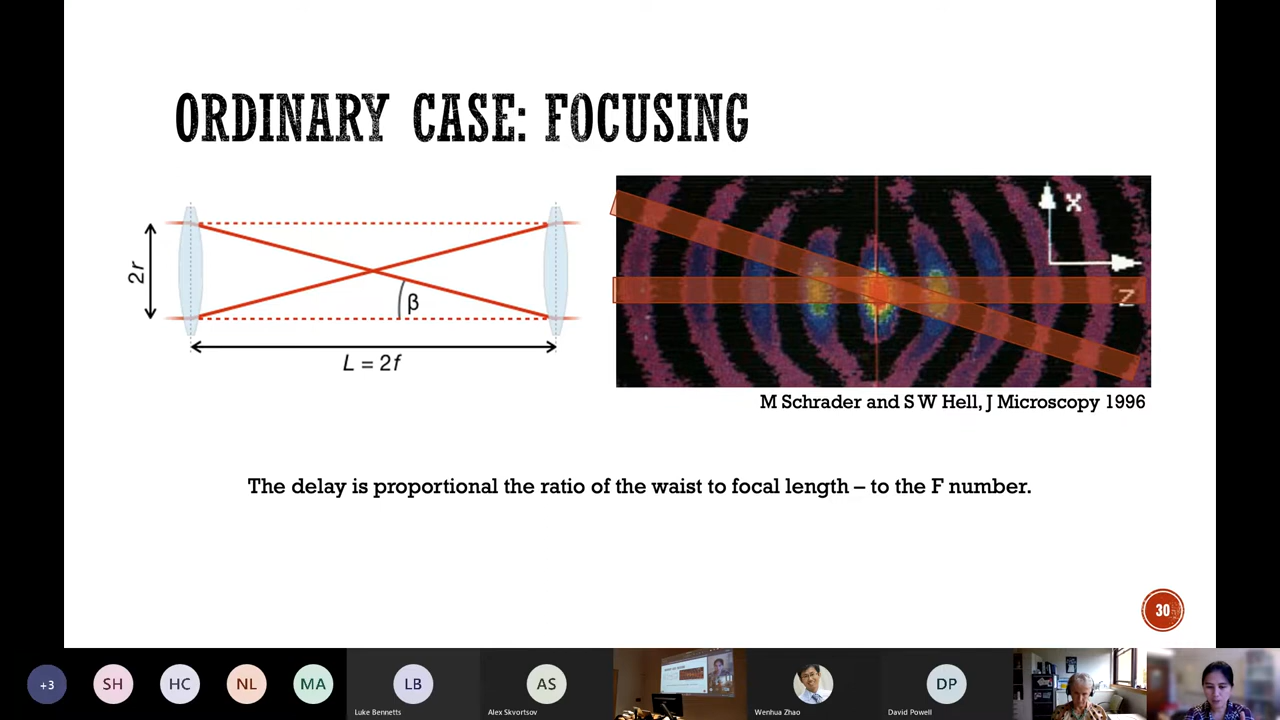 ORDINARY CASE: FOCUSING
2r
β
L = 2f
X
Z
M Schrader and S W Hell, J Microscopy 1996
The delay is proportional the ratio of the waist to focal length – to the F number.
30
+3
SH
HC
NL
MA
LB
Luke Bennetts
AS
Alex Skvortsov
Wenhua Zhao
DP
David Powell